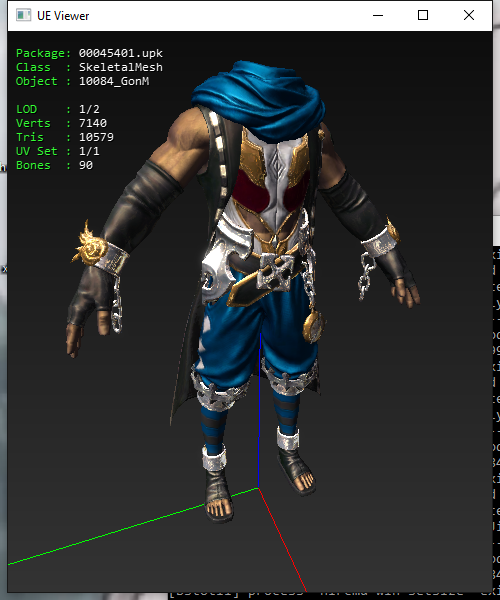 UE Viewer
Package: 00045401.upk
Class  : SkeletalMesh
Object : 10084_GonM
LOD    : 1/2
Verts  : 7140
Tris   : 10579
UV Set : 1/1
Bones  : 90